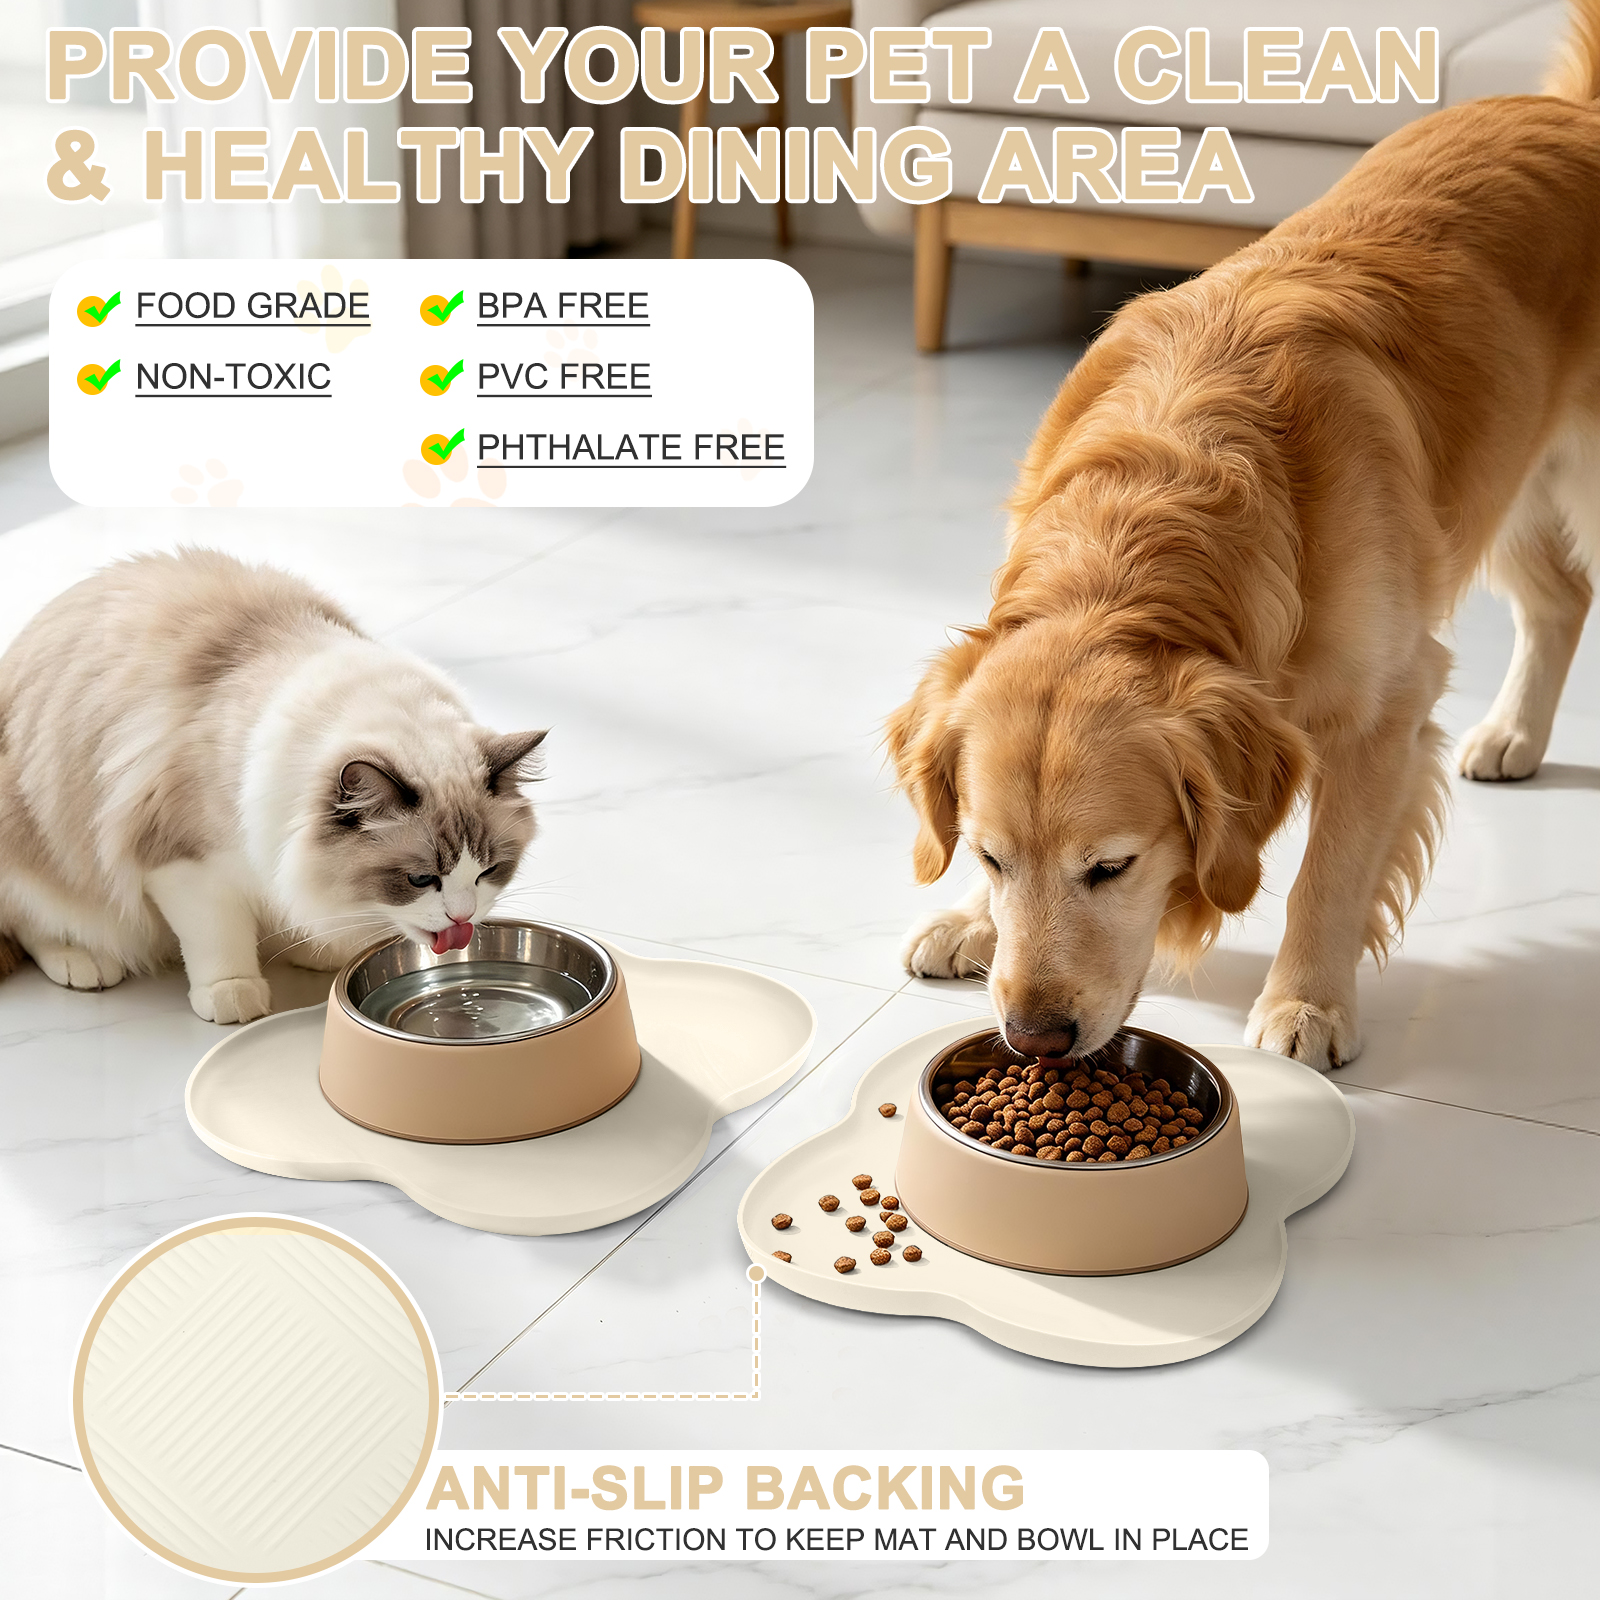 PROVIDE YOUR PET A CLEAN
& HEALTHY DINING AREA
FOOD GRADE
BPA FREE
NON-TOXIC
PVC FREE
PHTHALATE FREE
ANTI-SLIP BACKING
INCREASE FRICTION TO KEEP MAT AND BOWL IN PLACE